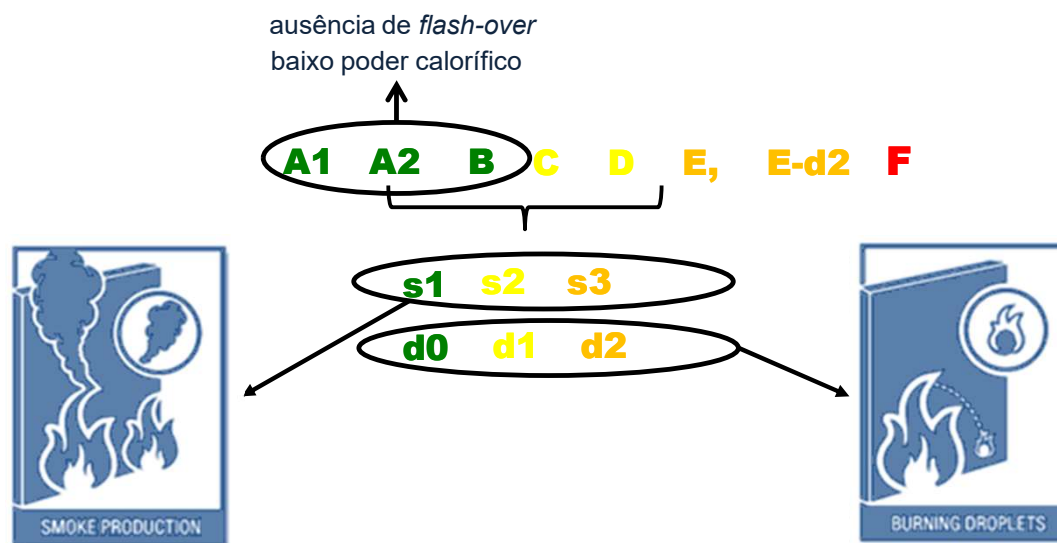 ausência de flash-over
baixo poder calorífico
A1 A2 B C D E, E-d2 F
s1 s2 s3
d0 d1 d2
SMOKE PRODUCTION
BURNING DROPLETS